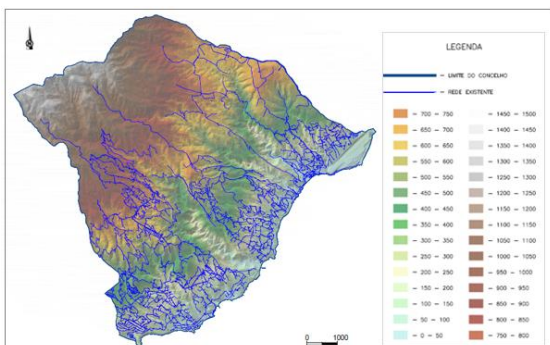 LEGENDA
- LIMITE DO CONCELHO
- REDE EXISTENTE
- 700 - 750
- 650 - 700
- 600 - 650
- 550 - 600
- 500 - 550
- 450 - 500
- 400 - 450
- 350 - 400
- 300 - 350
- 250 - 300
- 200 - 250
- 150 - 200
- 100 - 150
- 50 - 100
- 0 - 50
- 1450 - 1500
- 1400 - 1450
- 1350 - 1400
- 1300 - 1350
- 1250 - 1300
- 1200 - 1250
- 1150 - 1200
- 1100 - 1150
- 1050 - 1100
- 1000 - 1050
- 950 - 1000
- 900 - 950
- 850 - 900
- 800 - 850
- 750 - 800
0 1000